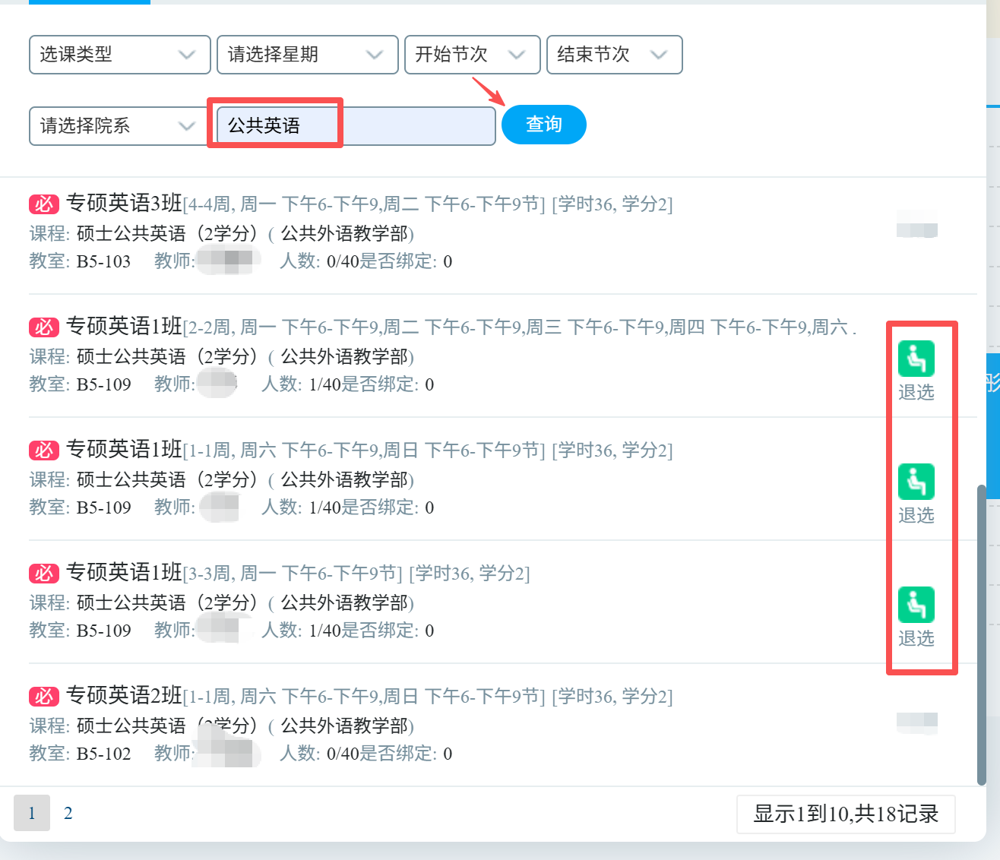 选课类型 请选择星期 开始节次 结束节次
请选择院系 公共英语 查询
必 专硕英语3班[4-4周, 周一 下午6-下午9,周二 下午6-下午9节] [学时36, 学分2]
课程: 硕士公共英语（2学分）( 公共外语教学部)
教室: B5-103 教师: 人数: 0/40是否绑定: 0
必 专硕英语1班[2-2周, 周一 下午6-下午9,周二 下午6-下午9,周三 下午6-下午9,周四 下午6-下午9,周六 .
课程: 硕士公共英语（2学分）( 公共外语教学部)
教室: B5-109 教师: 人数: 1/40是否绑定: 0
退选
必 专硕英语1班[1-1周, 周六 下午6-下午9,周日 下午6-下午9节] [学时36, 学分2]
课程: 硕士公共英语（2学分）( 公共外语教学部)
教室: B5-109 教师: 人数: 1/40是否绑定: 0
退选
必 专硕英语1班[3-3周, 周一 下午6-下午9节] [学时36, 学分2]
课程: 硕士公共英语（2学分）( 公共外语教学部)
教室: B5-109 教师: 人数: 1/40是否绑定: 0
退选
必 专硕英语2班[1-1周, 周六 下午6-下午9,周日 下午6-下午9节] [学时36, 学分2]
课程: 硕士公共英语（2学分）( 公共外语教学部)
教室: B5-102 教师: 人数: 0/40是否绑定: 0
1 2 显示1到10,共18记录